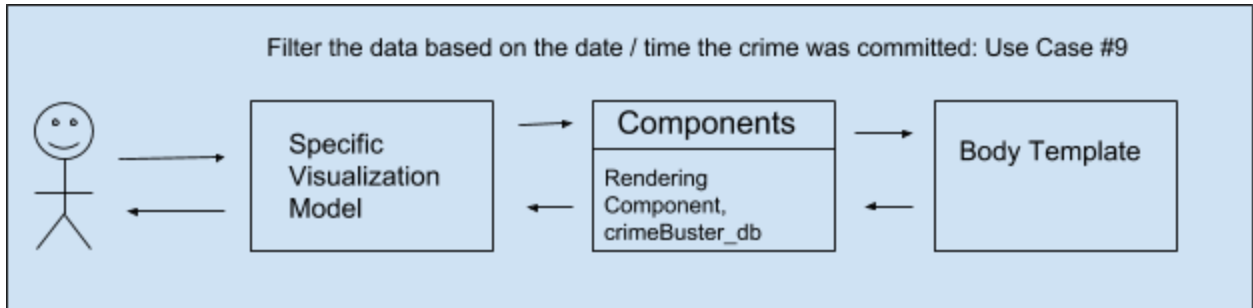 Filter the data based on the date / time the crime was committed: Use Case #9
Specific
Visualization
Model
Components
Rendering
Component,
crimeBuster_db
Body Template